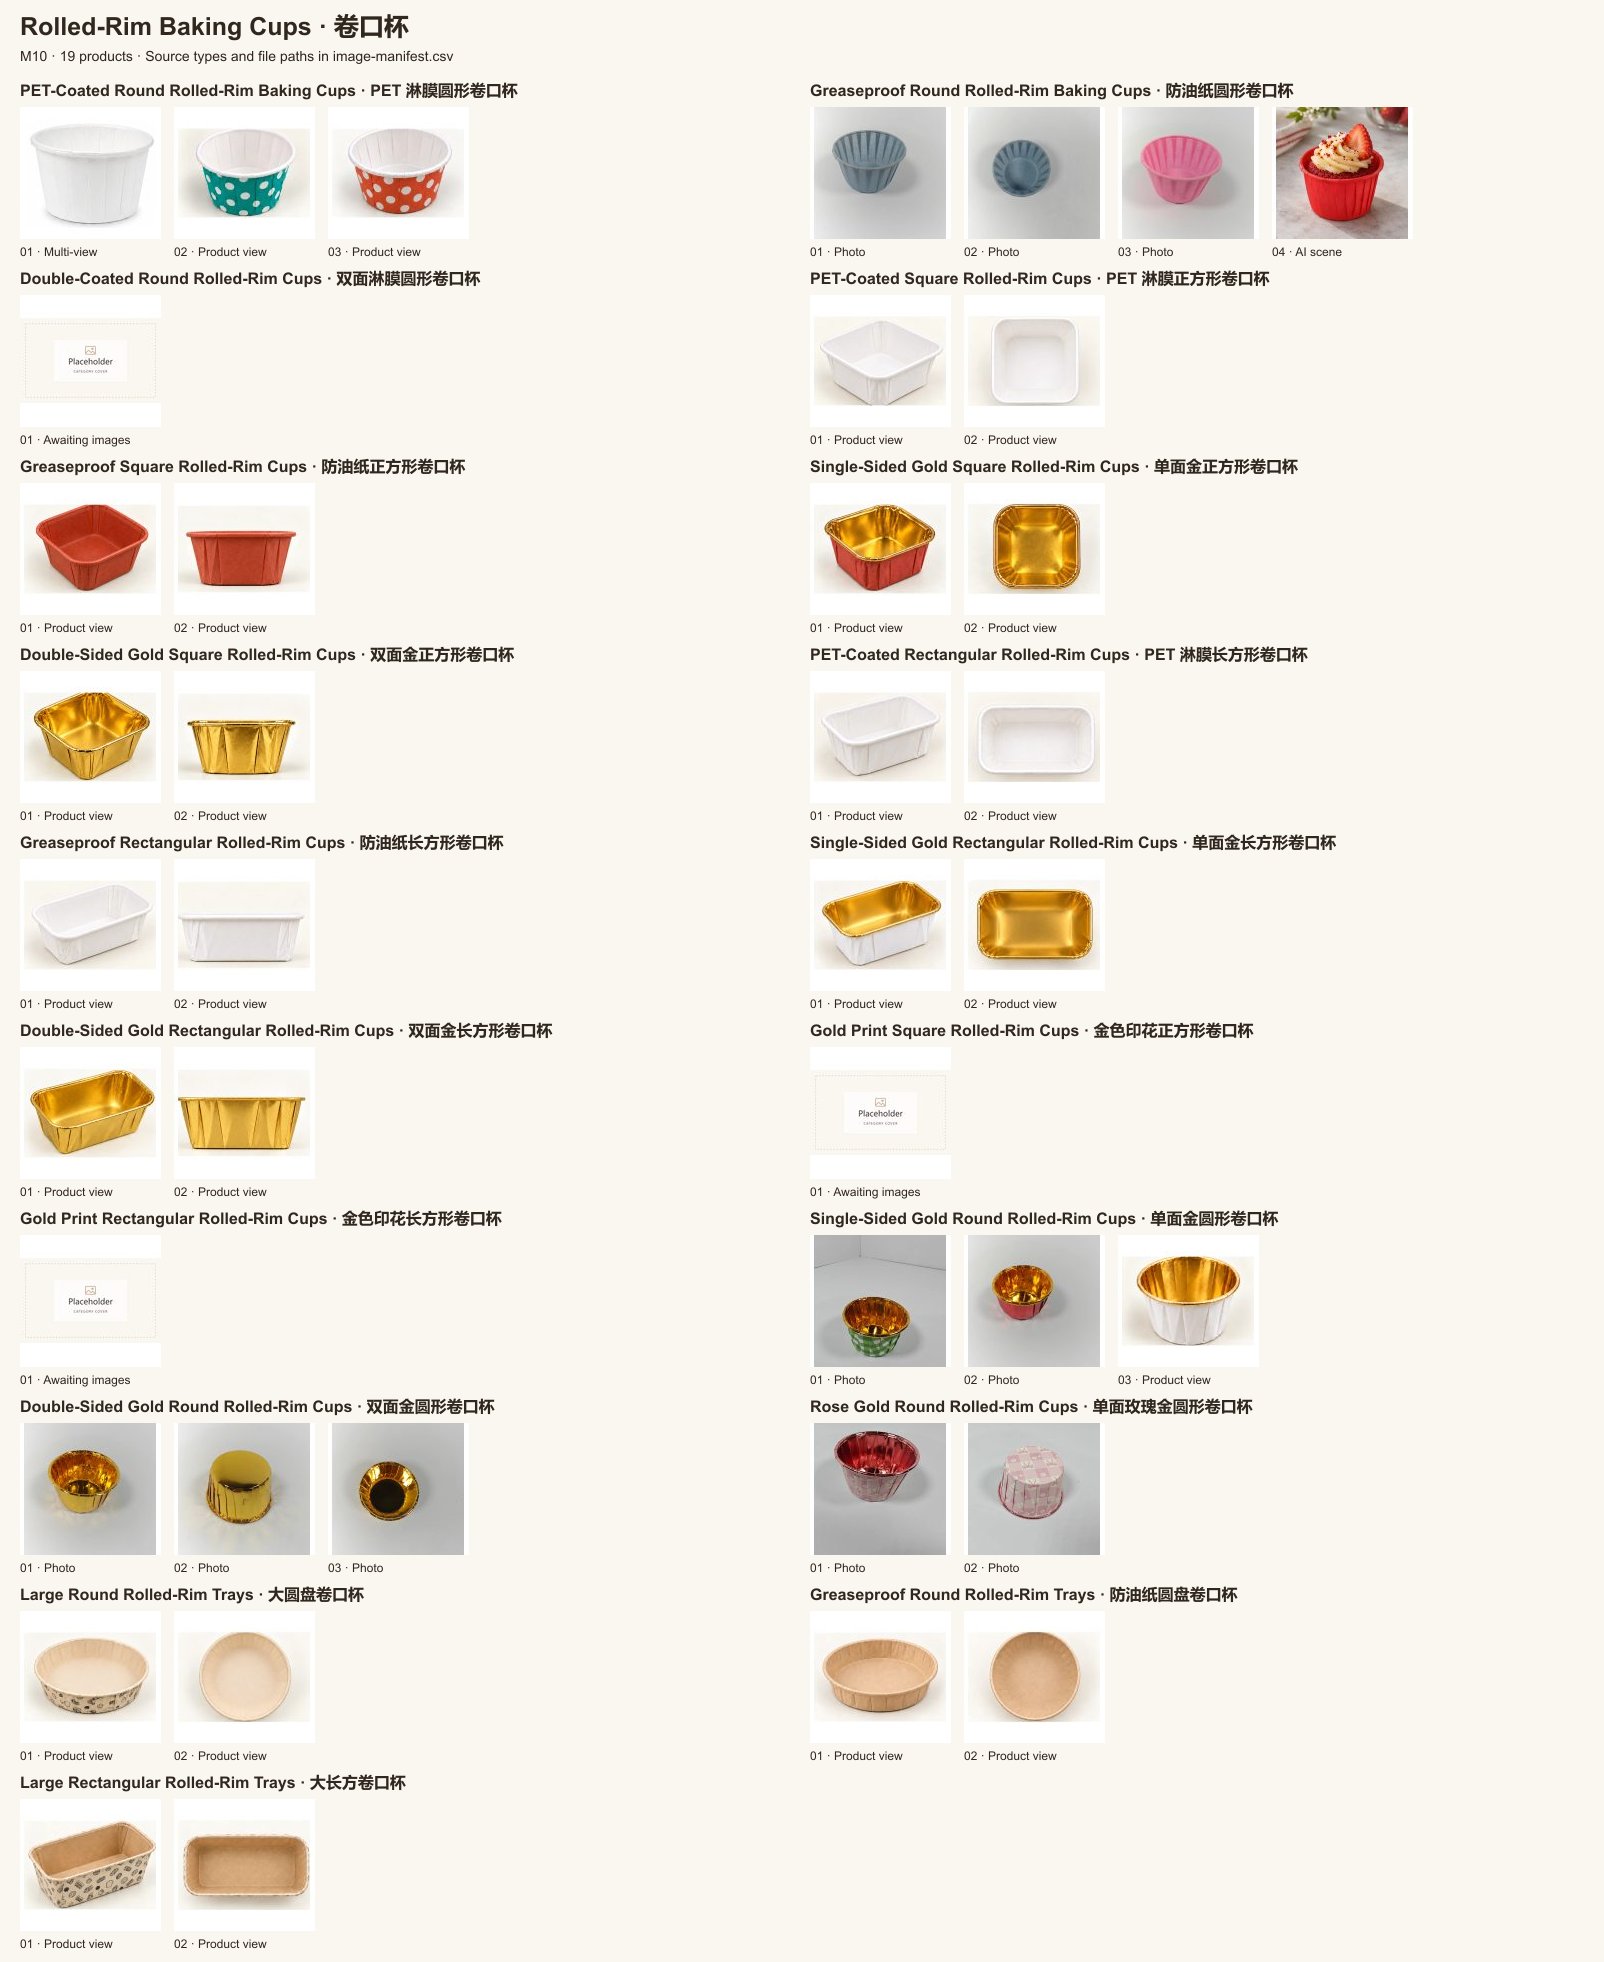 Rolled-Rim Baking Cups · 卷口杯
M10 · 19 products · Source types and file paths in image-manifest.csv
PET-Coated Round Rolled-Rim Baking Cups · PET 淋膜圆形卷口杯
01 · Multi-view
02 · Product view
03 · Product view
Greaseproof Round Rolled-Rim Baking Cups · 防油纸圆形卷口杯
01 · Photo
02 · Photo
03 · Photo
04 · AI scene
Double-Coated Round Rolled-Rim Cups · 双面淋膜圆形卷口杯
Placeholder
CATEGORY COVER
01 · Awaiting images
PET-Coated Square Rolled-Rim Cups · PET 淋膜正方形卷口杯
01 · Product view
02 · Product view
Greaseproof Square Rolled-Rim Cups · 防油纸正方形卷口杯
01 · Product view
02 · Product view
Single-Sided Gold Square Rolled-Rim Cups · 单面金正方形卷口杯
01 · Product view
02 · Product view
Double-Sided Gold Square Rolled-Rim Cups · 双面金正方形卷口杯
01 · Product view
02 · Product view
PET-Coated Rectangular Rolled-Rim Cups · PET 淋膜长方形卷口杯
01 · Product view
02 · Product view
Greaseproof Rectangular Rolled-Rim Cups · 防油纸长方形卷口杯
01 · Product view
02 · Product view
Single-Sided Gold Rectangular Rolled-Rim Cups · 单面金长方形卷口杯
01 · Product view
02 · Product view
Double-Sided Gold Rectangular Rolled-Rim Cups · 双面金长方形卷口杯
01 · Product view
02 · Product view
Gold Print Square Rolled-Rim Cups · 金色印花正方形卷口杯
Placeholder
CATEGORY COVER
01 · Awaiting images
Gold Print Rectangular Rolled-Rim Cups · 金色印花长方形卷口杯
Placeholder
CATEGORY COVER
01 · Awaiting images
Single-Sided Gold Round Rolled-Rim Cups · 单面金圆形卷口杯
01 · Photo
02 · Photo
03 · Product view
Double-Sided Gold Round Rolled-Rim Cups · 双面金圆形卷口杯
01 · Photo
02 · Photo
03 · Photo
Rose Gold Round Rolled-Rim Cups · 单面玫瑰金圆形卷口杯
01 · Photo
02 · Photo
Large Round Rolled-Rim Trays · 大圆盘卷口杯
01 · Product view
02 · Product view
Greaseproof Round Rolled-Rim Trays · 防油纸圆盘卷口杯
01 · Product view
02 · Product view
Large Rectangular Rolled-Rim Trays · 大长方卷口杯
01 · Product view
02 · Product view